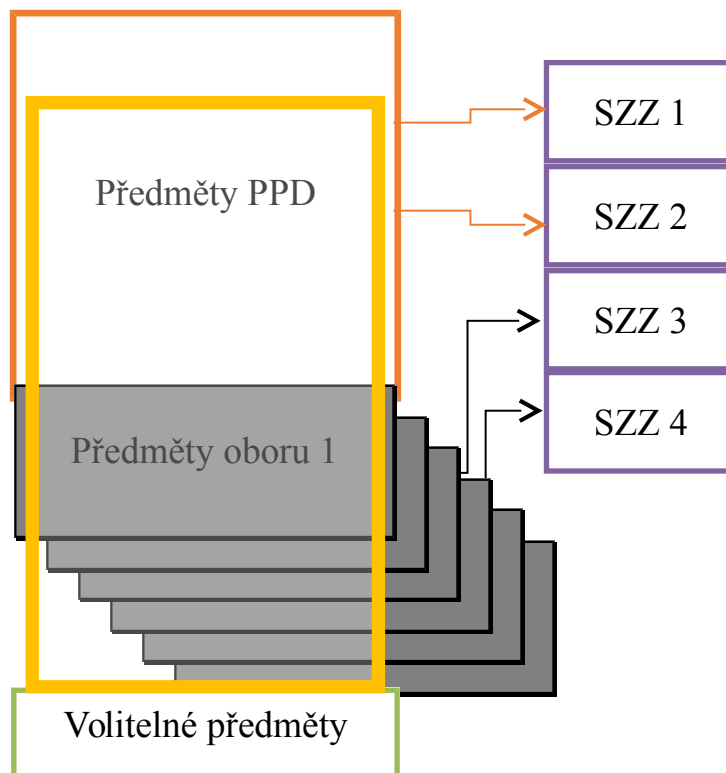 SZZ 1
Předměty PPD
SZZ 2
SZZ 3
SZZ 4
Předměty oboru 1
Volitelné předměty